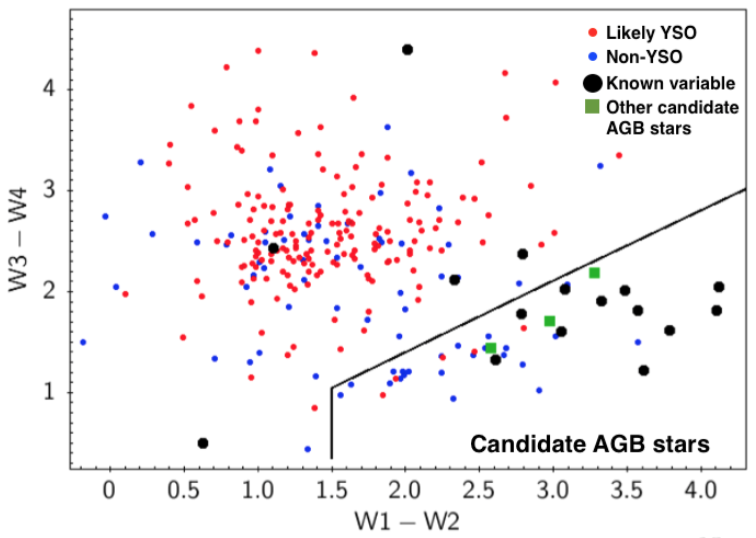 Likely YSO
Non-YSO
Known variable
Other candidate
AGB stars
4
3
2
1
W3 – W4
Candidate AGB stars
0 0.5 1.0 1.5 2.0 2.5 3.0 3.5 4.0
W1 – W2